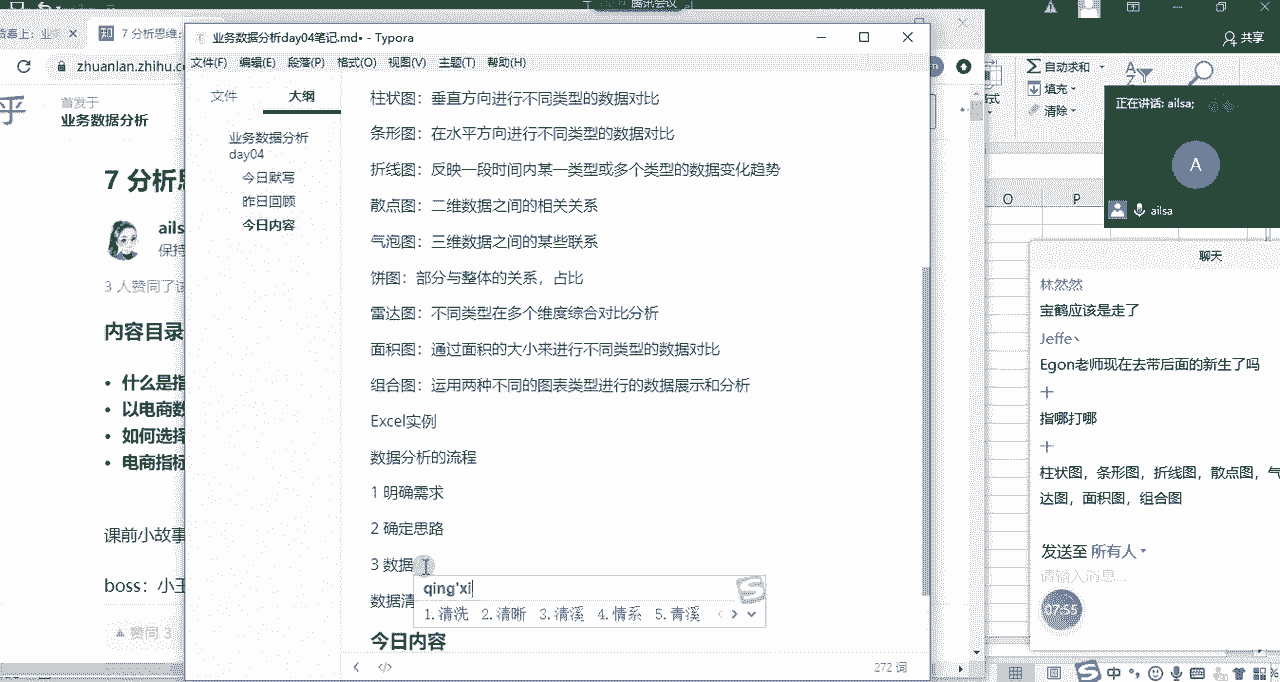 腾讯会议
业务数据分析day04笔记.md• - Typora
文件(F) 编辑(E) 段落(P) 格式(O) 视图(V) 主题(T) 帮助(H)
文件 大纲
业务数据分析
day04
今日默写
昨日回顾
今日内容
柱状图：垂直方向进行不同类型的数据对比
条形图：在水平方向进行不同类型的数据对比
折线图：反映一段时间内某一类型或多个类型的数据变化趋势
散点图：二维数据之间的相关关系
气泡图：三维数据之间的某些联系
饼图：部分与整体的关系，占比
雷达图：不同类型在多个维度综合对比分析
面积图：通过面积的大小来进行不同类型的数据对比
组合图：运用两种不同的图表类型进行的数据展示和分析
Excel实例
数据分析的流程
1 明确需求
2 确定思路
3 数据
qing'xi
1.清洗 2.清晰 3.清溪 4.情系 5.青溪
数据清
今日内容
272 词
7 分析思维：
zhuanlan.zhihu.c
乎
首发于
业务数据分析
7 分析思
ails
保持
3 人赞同了该
内容目录
• 什么是指
• 以电商数
• 如何选择
• 电商指标
课前小故事
boss：小王
赞同 3
共享
自动求和
填充
清除
O P
正在讲话: ailsa;
A
ailsa
聊天
林然然
宝鹤应该是走了
Jeffe丶
Egon老师现在去带后面的新生了吗
十
指哪打哪
十
柱状图，条形图，折线图，散点图，气
达图，面积图，组合图
发送至 所有人
请输入消息...
07:55
中